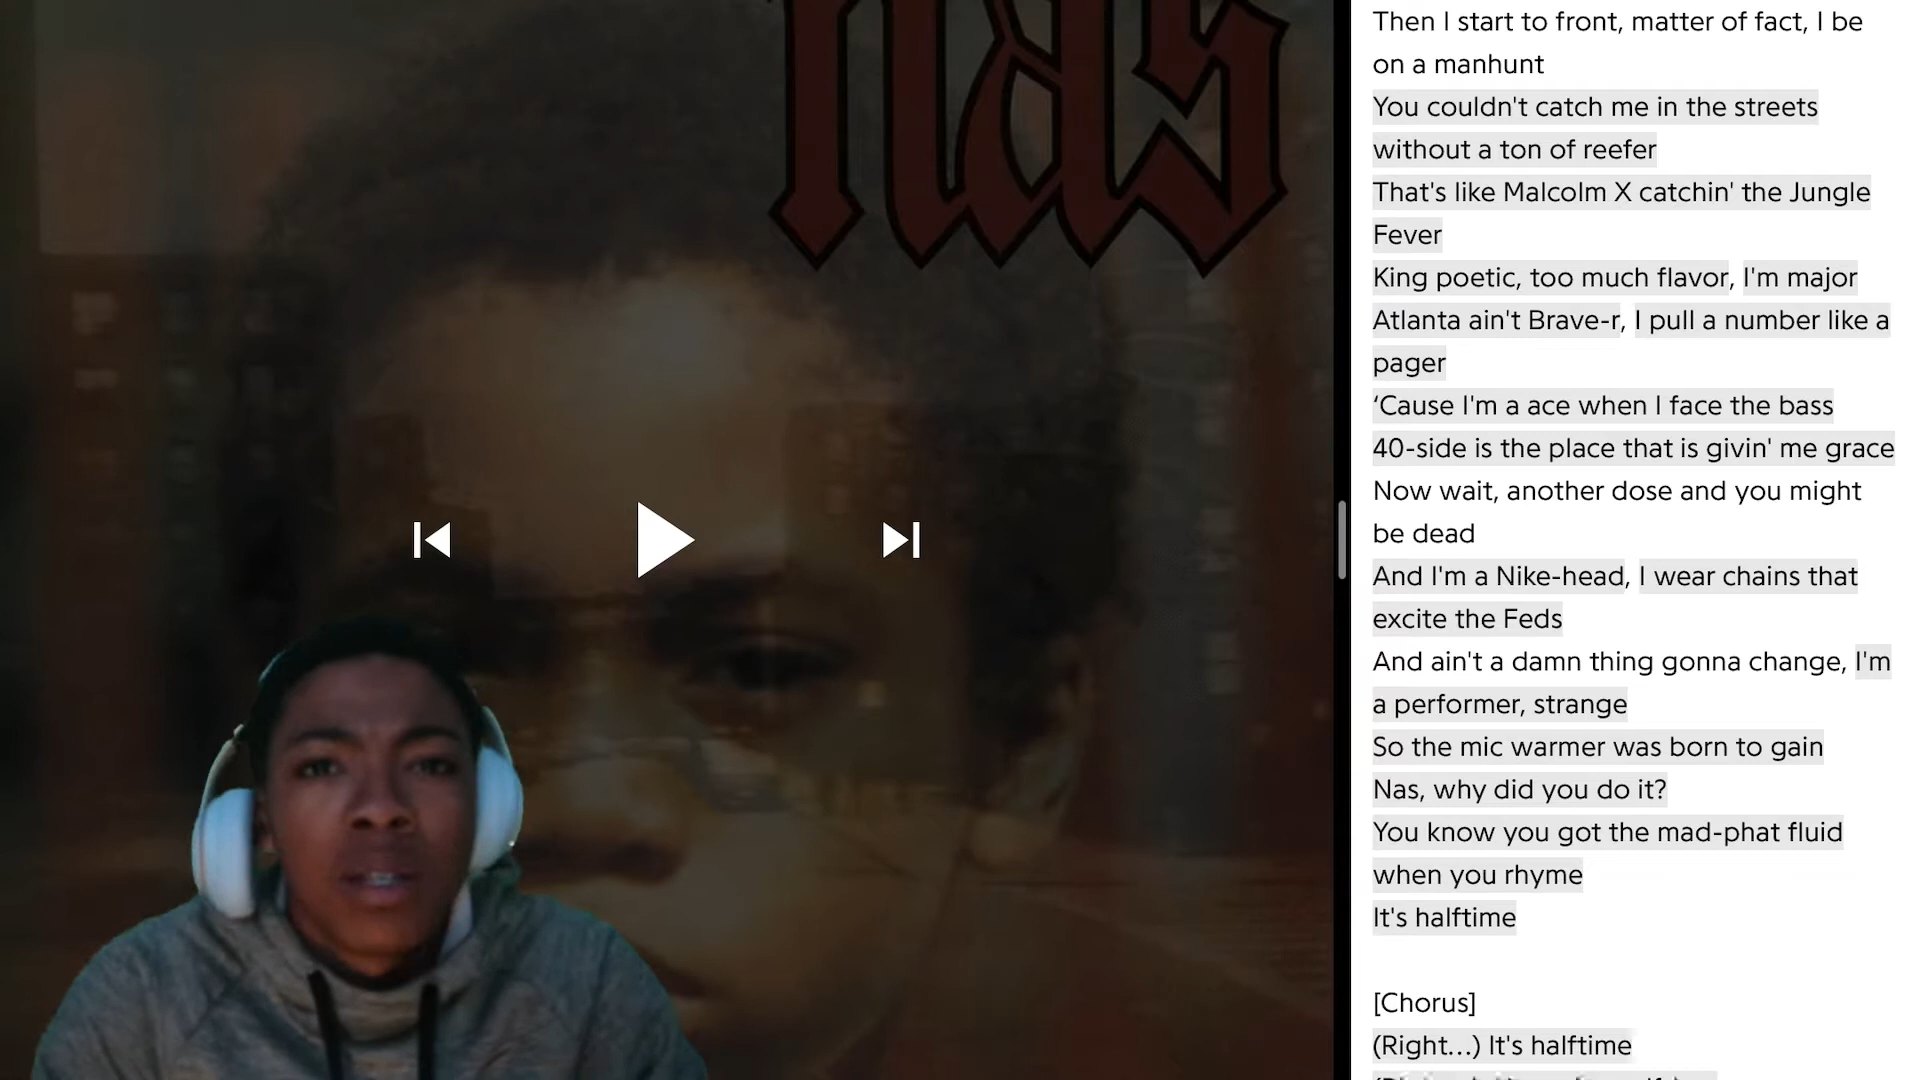 nas
Then I start to front, matter of fact, I be
on a manhunt
You couldn't catch me in the streets
without a ton of reefer
That's like Malcolm X catchin' the Jungle
Fever
King poetic, too much flavor, I'm major
Atlanta ain't Brave-r, I pull a number like a
pager
‘Cause I'm a ace when I face the bass
40-side is the place that is givin' me grace
Now wait, another dose and you might
be dead
And I'm a Nike-head, I wear chains that
excite the Feds
And ain't a damn thing gonna change, I'm
a performer, strange
So the mic warmer was born to gain
Nas, why did you do it?
You know you got the mad-phat fluid
when you rhyme
It's halftime
[Chorus]
(Right...) It's halftime